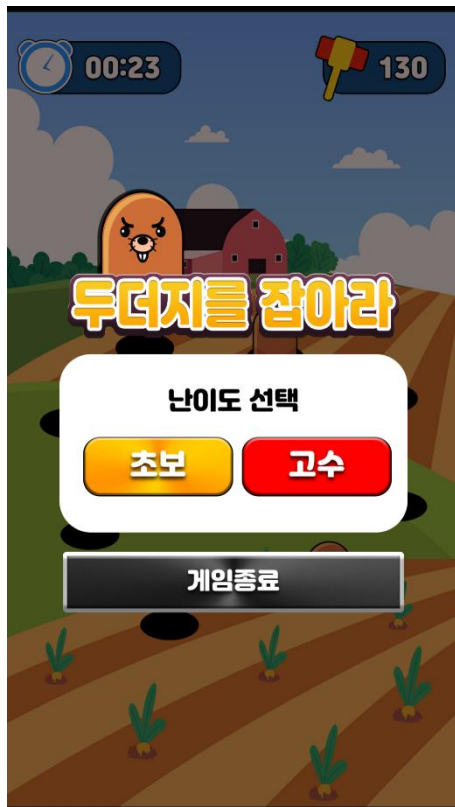 00:23
130
두더지를 잡아라
난이도 선택
초보
고수
게임종료